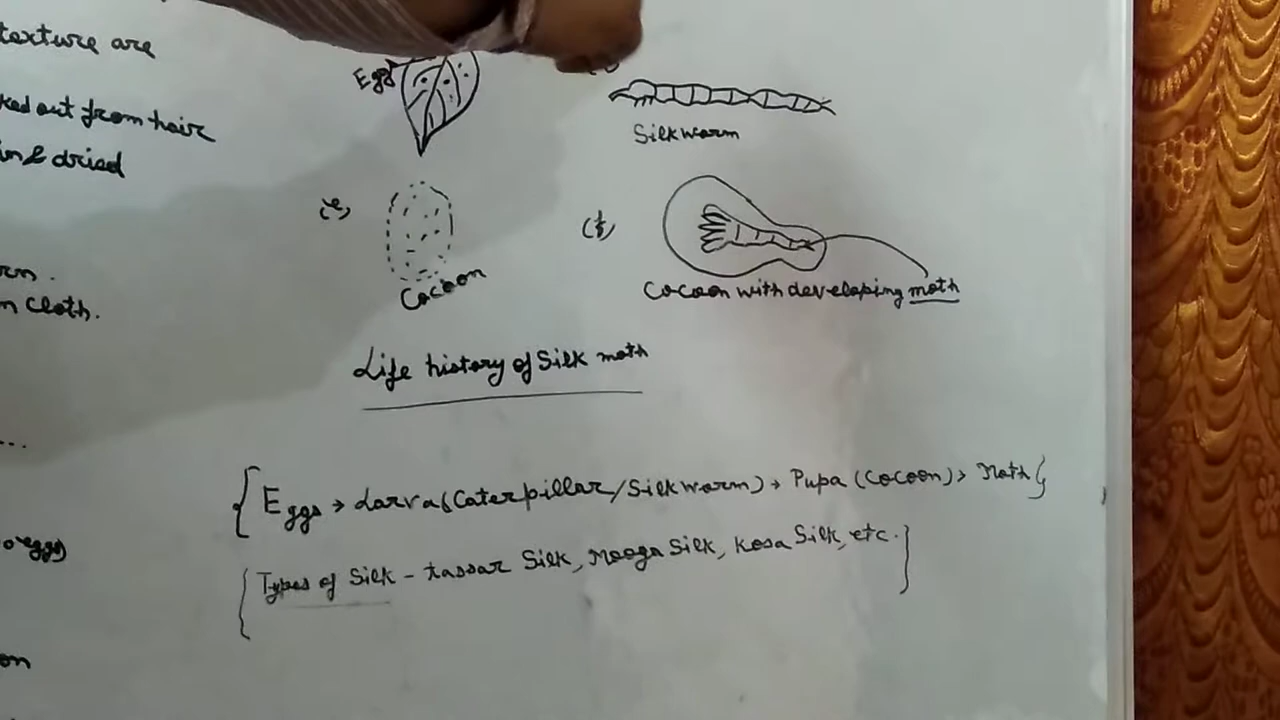 texture are
ked out from hair
in & dried
rn.
n cloth.
...
o eggs)
on
Eggs
Silkworm
(e)
Cocoon
(f)
Cocoon with developing moth
Life history of Silk moth
{Eggs → Larva (Caterpillar/Silkworm) → Pupa (Cocoon) → Moth}
{Types of Silk - tassar Silk, Mooga Silk, Kosa Silk, etc.}